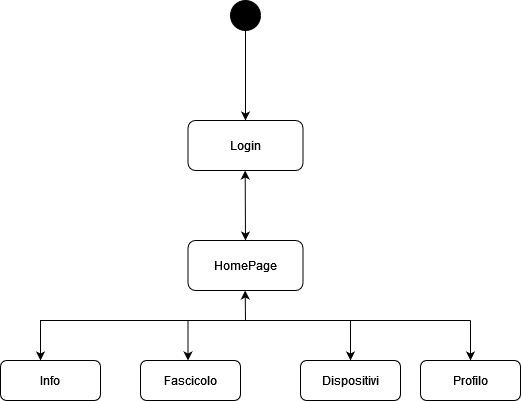 Login
HomePage
Info
Fascicolo
Dispositivi
Profilo